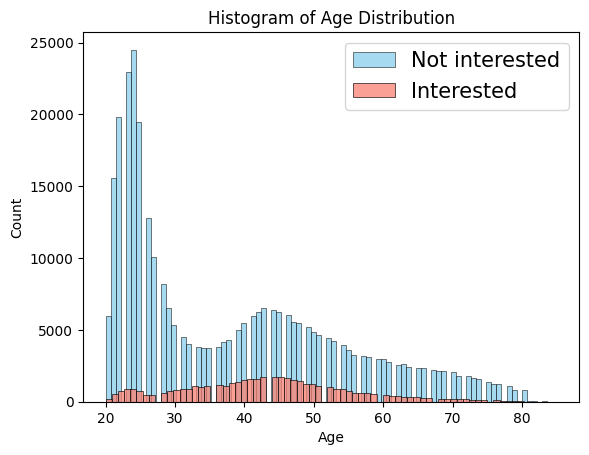 Histogram of Age Distribution
Not interested
Interested
25000
20000
15000
10000
5000
0
Count
20 30 40 50 60 70 80
Age